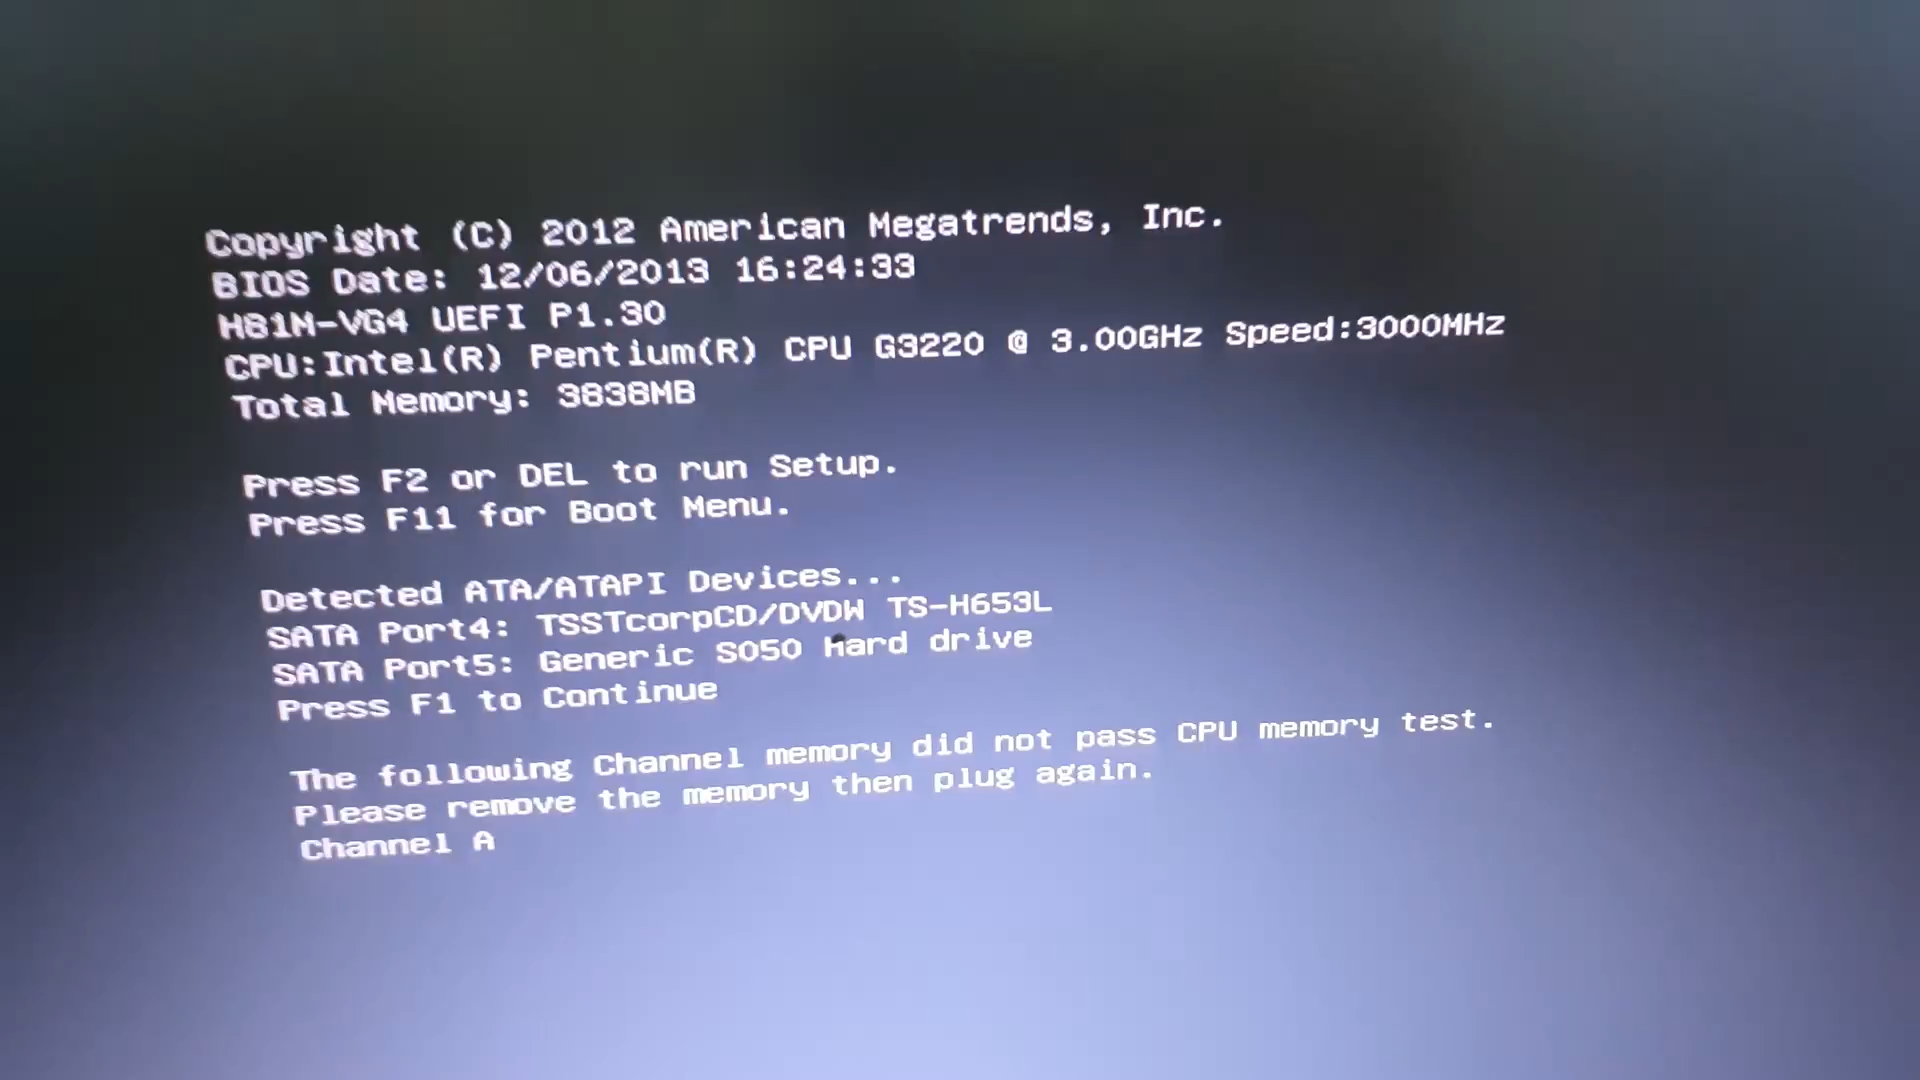 Copyright (C) 2012 American Megatrends, Inc.
BIOS Date: 12/06/2013 16:24:33
H81M-VG4 UEFI P1.30
CPU:Intel(R) Pentium(R) CPU G3220 @ 3.00GHz Speed:3000MHz
Total Memory: 3838MB
Press F2 or DEL to run Setup.
Press F11 for Boot Menu.
Detected ATA/ATAPI Devices...
SATA Port4: TSSTcorpCD/DVDW TS-H653L
SATA Port5: Generic S050 Hard drive
Press F1 to Continue
The following Channel memory did not pass CPU memory test.
Please remove the memory then plug again.
Channel A